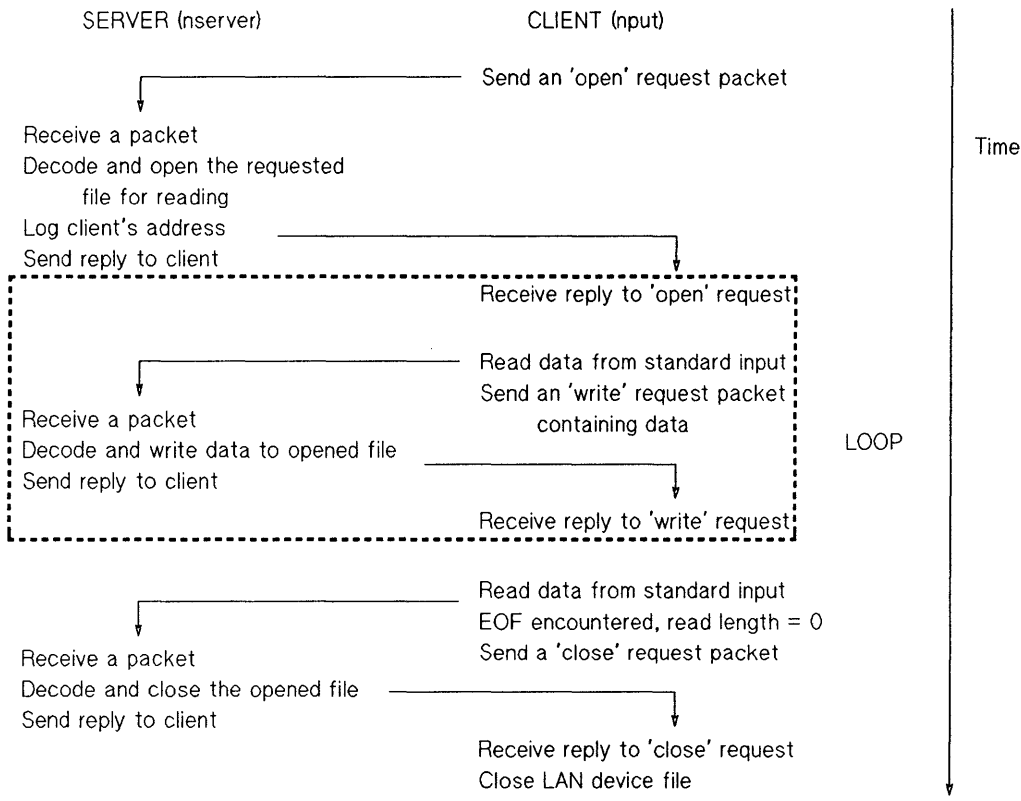 SERVER (nserver)
CLIENT (nput)
Send an 'open' request packet
Receive a packet
Decode and open the requested
file for reading
Log client's address
Send reply to client
Time
Receive reply to 'open' request
Read data from standard input
Send an 'write' request packet
containing data
Receive a packet
Decode and write data to opened file
Send reply to client
LOOP
Receive reply to 'write' request
Read data from standard input
EOF encountered, read length = 0
Send a 'close' request packet
Receive a packet
Decode and close the opened file
Send reply to client
Receive reply to 'close' request
Close LAN device file